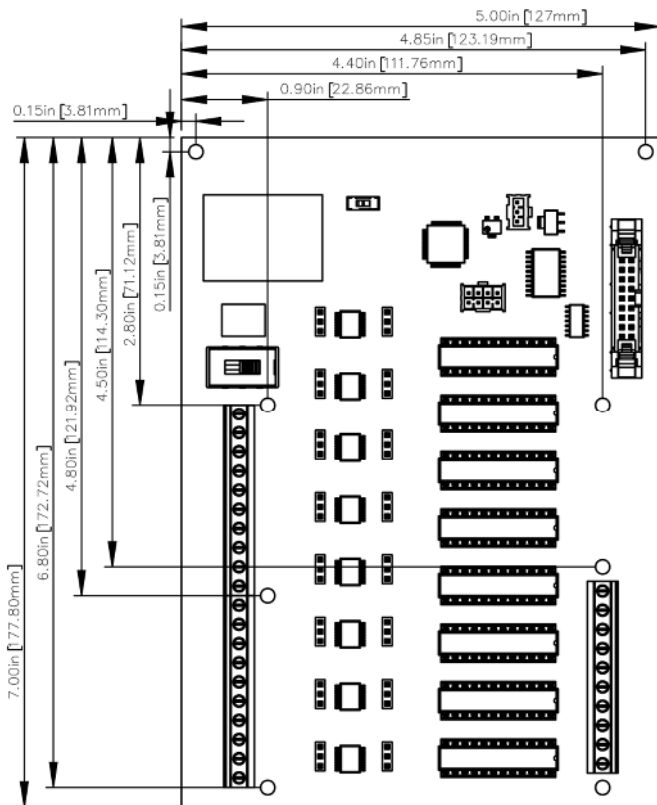 5.00in [127mm]
4.85in [123.19mm]
4.40in [111.76mm]
0.90in [22.86mm]
0.15in [3.81mm]
0.15in [3.81mm]
2.80in [71.12mm]
4.50in [114.30mm]
4.80in [121.92mm]
6.80in [172.72mm]
7.00in [177.80mm]